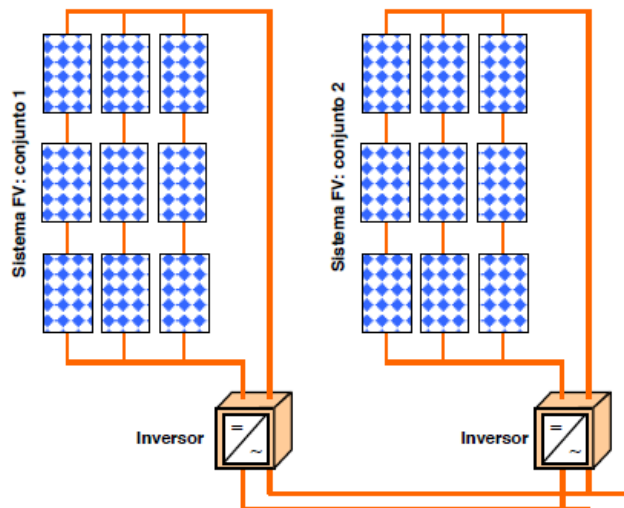 Sistema FV: conjunto 1
Sistema FV: conjunto 2
Inversor
=
~
Inversor
=
~